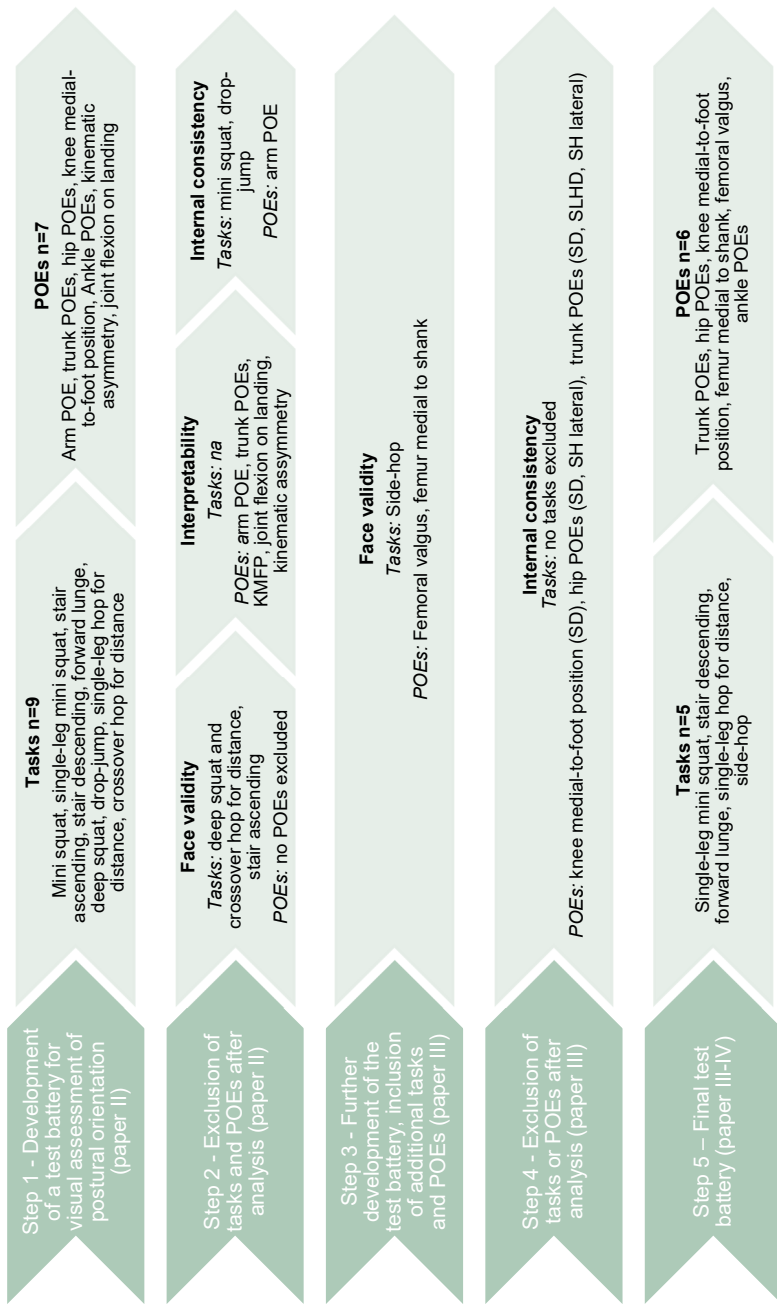 Step 1 - Development
of a test battery for
visual assessment of
postural orientation
(paper II)
Tasks n=9
Mini squat, single-leg mini squat, stair
ascending, stair descending, forward lunge,
deep squat, drop-jump, single-leg hop for
distance, crossover hop for distance
POEs n=7
Arm POE, trunk POEs, hip POEs, knee medial-
to-foot position, Ankle POEs, kinematic
asymmetry, joint flexion on landing
Step 2 - Exclusion of
tasks and POEs after
analysis (paper II)
Face validity
Tasks: deep squat and
crossover hop for distance,
stair ascending
POEs: no POEs excluded
Interpretability
Tasks: na
POEs: arm POE, trunk POEs,
KMFP, joint flexion on landing,
kinematic assymmetry
Internal consistency
Tasks: mini squat, drop-
jump
POEs: arm POE
Step 3 - Further
development of the
test battery, inclusion
of additional tasks
and POEs (paper III)
Face validity
Tasks: Side-hop
POEs: Femoral valgus, femur medial to shank
Step 4 - Exclusion of
tasks or POEs after
analysis (paper III)
Internal consistency
Tasks: no tasks excluded
POEs: knee medial-to-foot position (SD), hip POEs (SD, SH lateral), trunk POEs (SD, SLHD, SH lateral)
Step 5 – Final test
battery (paper III-IV)
Tasks n=5
Single-leg mini squat, stair descending,
forward lunge, single-leg hop for distance,
side-hop
POEs n=6
Trunk POEs, hip POEs, knee medial-to-foot
position, femur medial to shank, femoral valgus,
ankle POEs